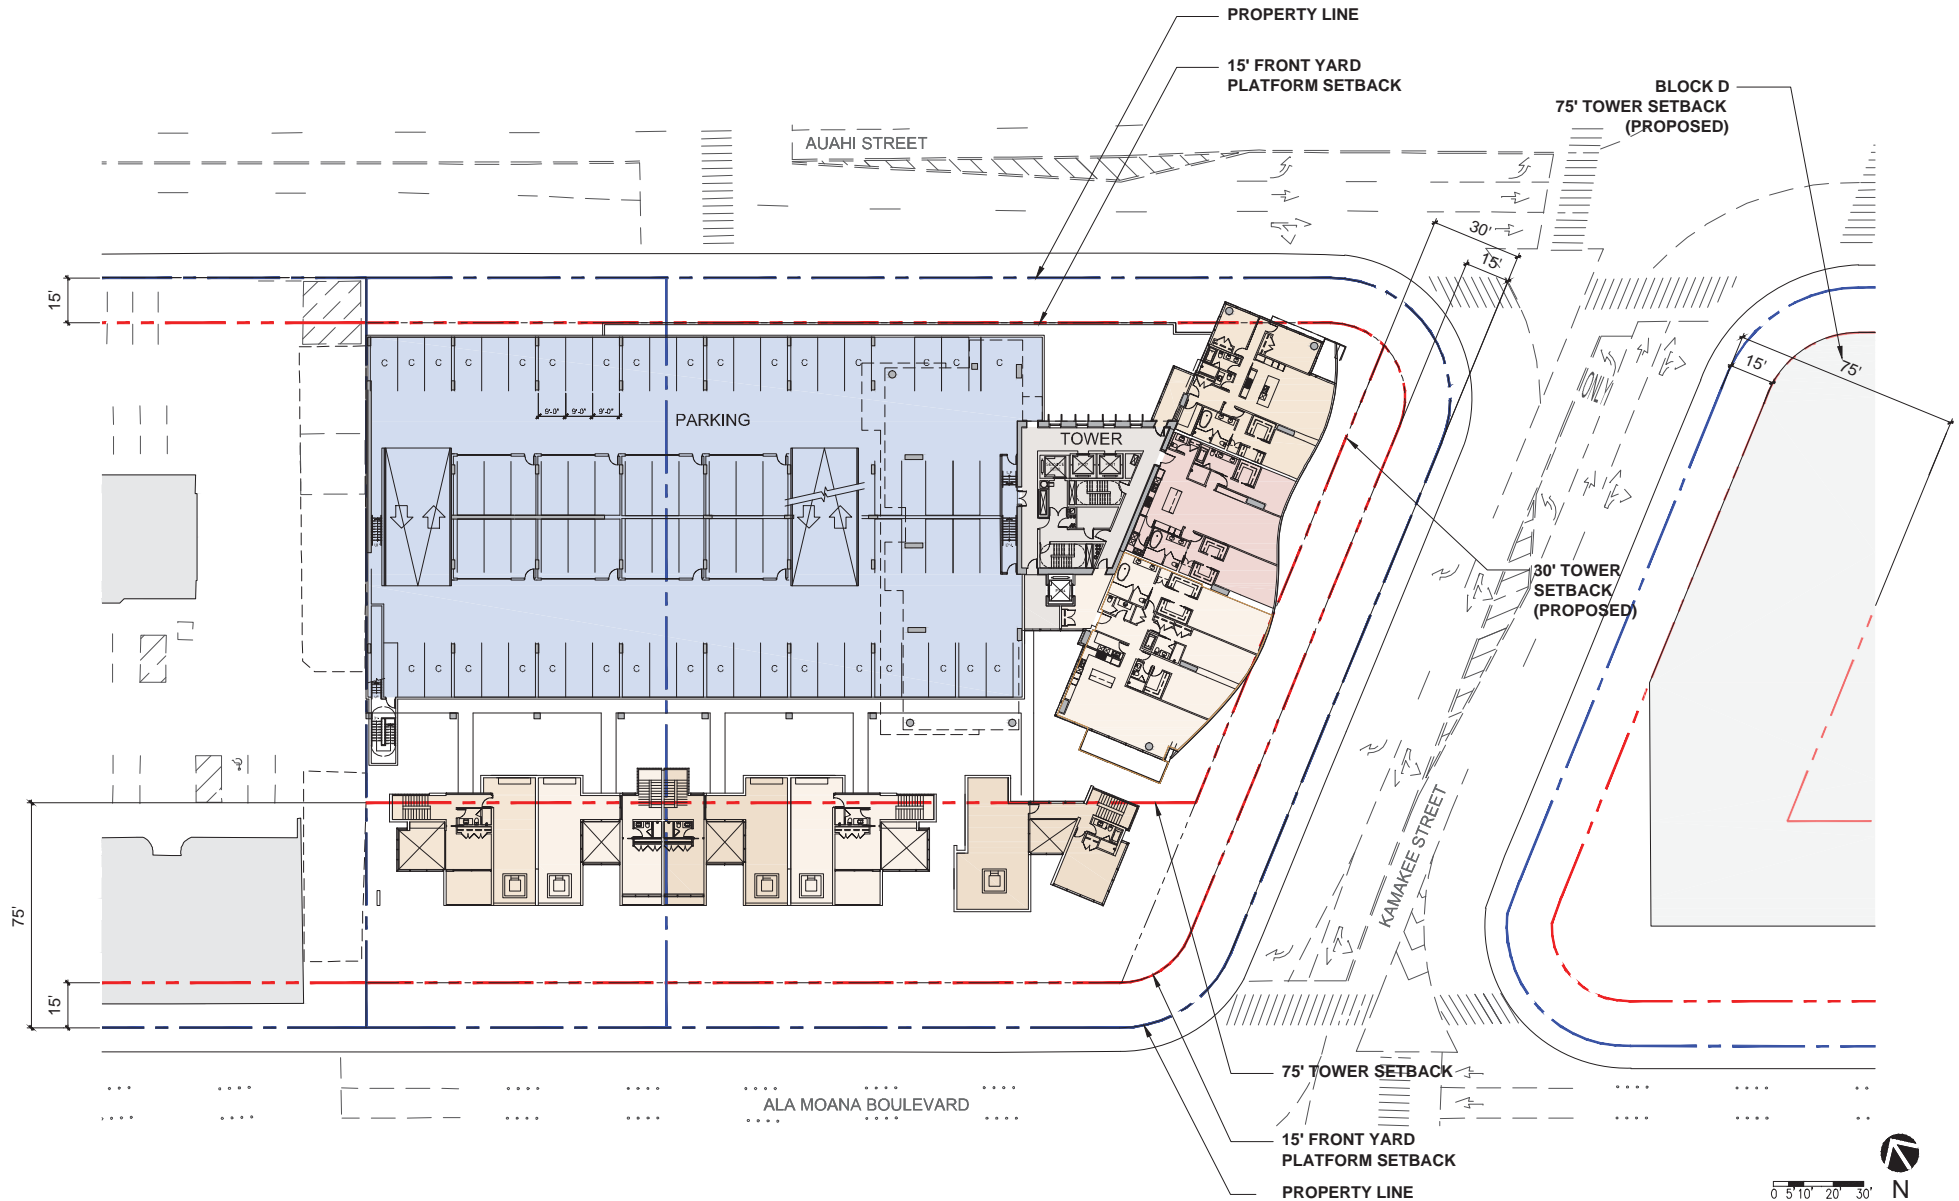 PROPERTY LINE
15' FRONT YARD
PLATFORM SETBACK
BLOCK D
75' TOWER SETBACK
(PROPOSED)
AUAHI STREET
30'
15'
15'
15'
75'
C C C C C C C C C C C C C C C
9'-0" 9'-0" 9'-0"
PARKING
TOWER
ONLY
30' TOWER
SETBACK
(PROPOSED)
C C C C C C C C C C C C C C C
75'
15'
KAMAKEE STREET
75' TOWER SETBACK
ALA MOANA BOULEVARD
15' FRONT YARD
PLATFORM SETBACK
PROPERTY LINE
0 5' 10' 20' 30'
N